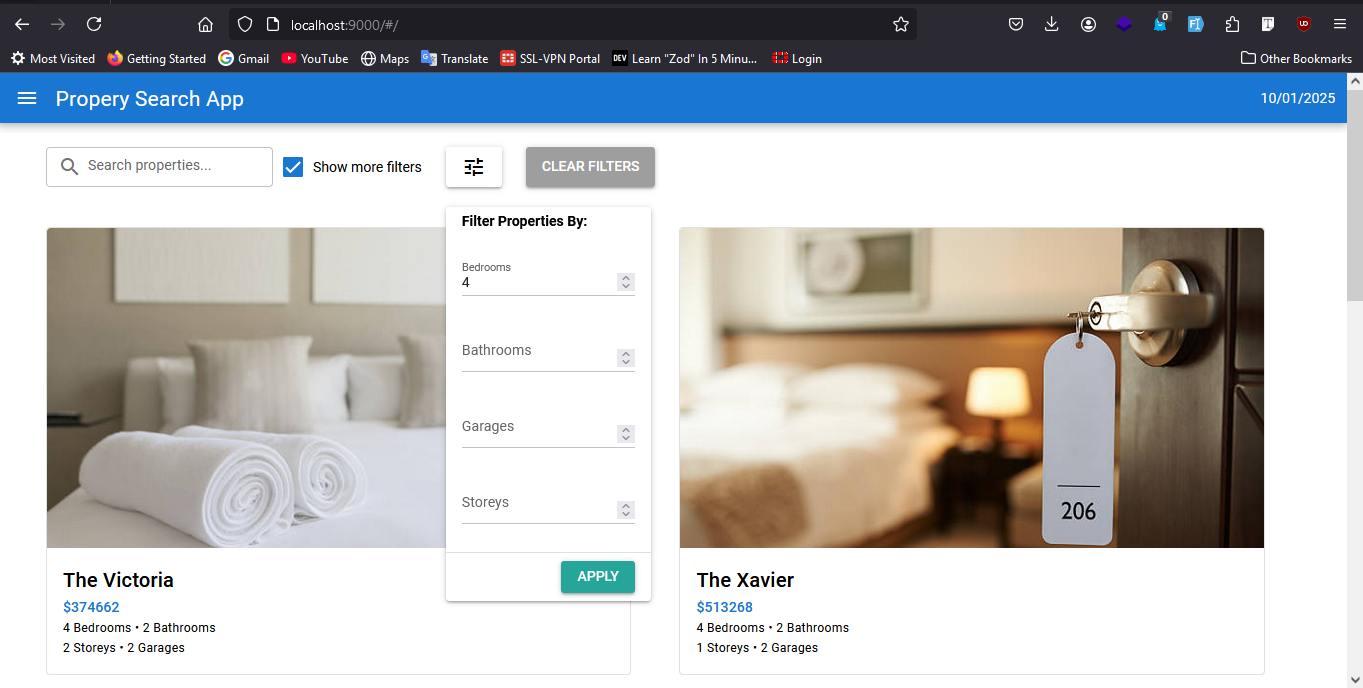 localhost:9000/#/
0
Most Visited
Getting Started
Gmail
YouTube
Maps
Translate
SSL-VPN Portal
DEV
Learn "Zod" In 5 Minu...
Login
Other Bookmarks
Propery Search App
10/01/2025
Search properties...
Show more filters
CLEAR FILTERS
Filter Properties By:
Bedrooms
4
Bathrooms
Garages
Storeys
APPLY
206
The Victoria
$374662
4 Bedrooms • 2 Bathrooms
2 Storeys • 2 Garages
The Xavier
$513268
4 Bedrooms • 2 Bathrooms
1 Storeys • 2 Garages